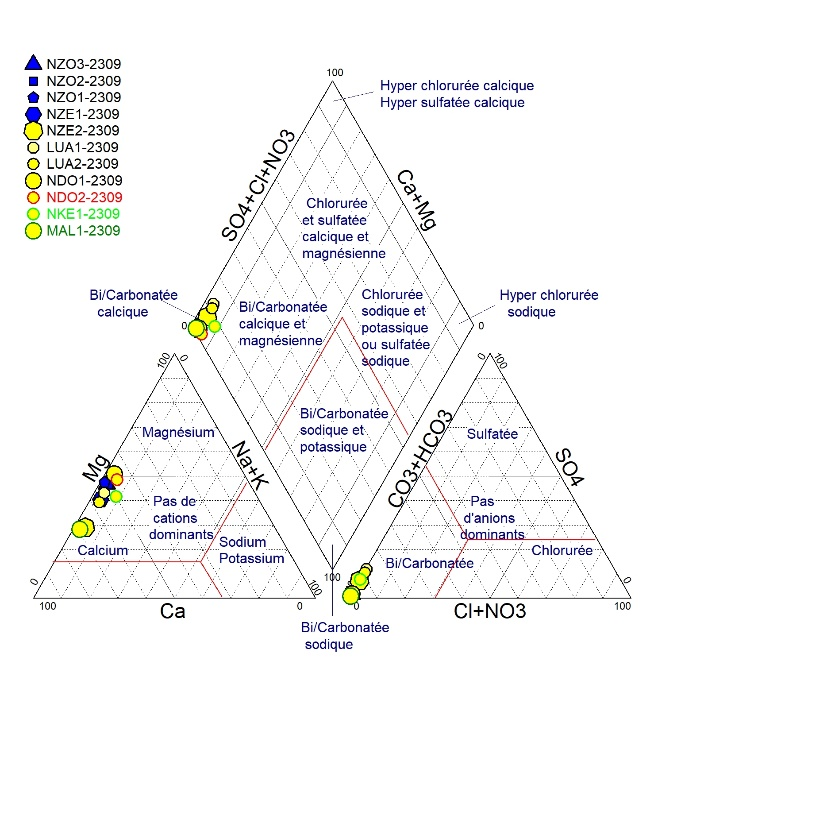 NZO3-2309
NZO2-2309
NZO1-2309
NZE1-2309
NZE2-2309
LUA1-2309
LUA2-2309
NDO1-2309
NDO2-2309
NKE1-2309
MAL1-2309
100
Hyper chlorurée calcique
Hyper sulfatée calcique
SO4+Cl+NO3
Ca+Mg
Chlorurée
et sulfatée
calcique et
magnésienne
Bi/Carbonatée
calcique
0
Bi/Carbonatée
calcique et
magnésienne
Chlorurée
sodique et
potassique
ou sulfatée
sodique
Hyper chlorurée
sodique
0
100
0
0
100
Bi/Carbonatée
sodique et
potassique
Magnésium
Mg
Na+K
CO3+HCO3
Sulfatée
SO4
Pas de
cations
dominants
Pas
d'anions
dominants
Calcium
Sodium
Potassium
Bi/Carbonatée
Chlorurée
0
100
100
0
100
Ca
0
0
Cl+NO3
100
Bi/Carbonatée
sodique